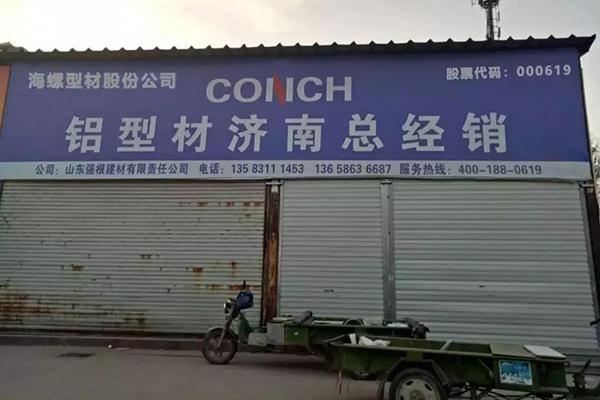 海螺型材股份公司 CONCH 股票代码：000619
铝型材济南总经销
公司：山东强根建材有限责任公司 电话：135 8311 1453 136 5863 6687 服务热线：400-188-0619